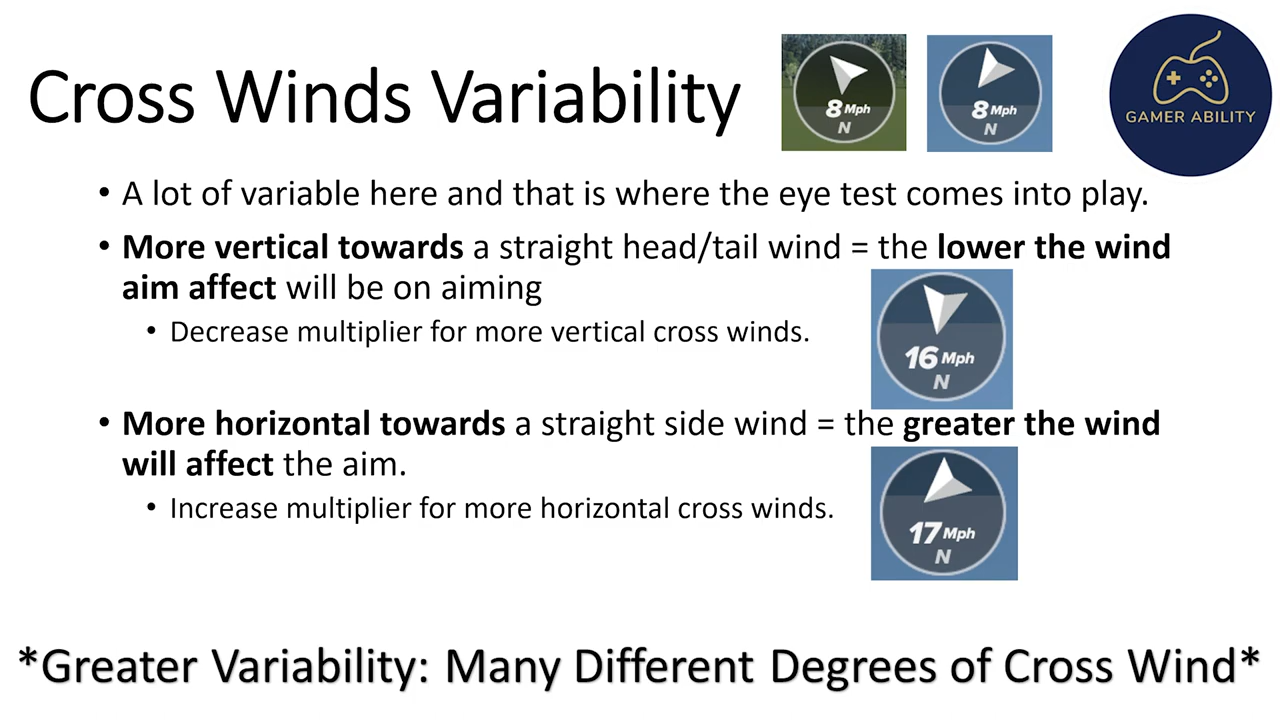 Cross Winds Variability
8 Mph
N
8 Mph
N
GAMER ABILITY
• A lot of variable here and that is where the eye test comes into play.
• More vertical towards a straight head/tail wind = the lower the wind
aim affect will be on aiming
• Decrease multiplier for more vertical cross winds.
16 Mph
N
• More horizontal towards a straight side wind = the greater the wind
will affect the aim.
• Increase multiplier for more horizontal cross winds.
17 Mph
N
*Greater Variability: Many Different Degrees of Cross Wind*